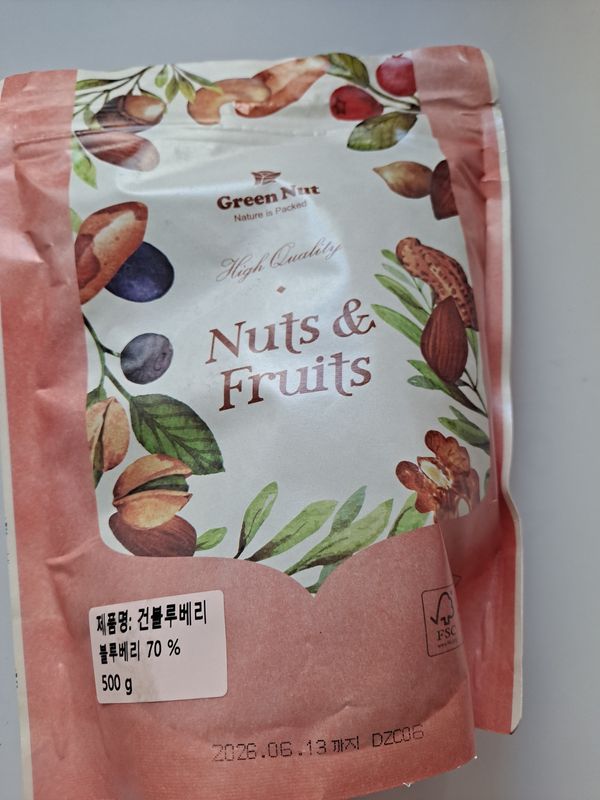 Green Nut
Nature is Packed
High Quality
Nuts &
Fruits
제품명: 건블루베리
블루베리 70 %
500 g
FSC
2026.06.13 까지 DZC06